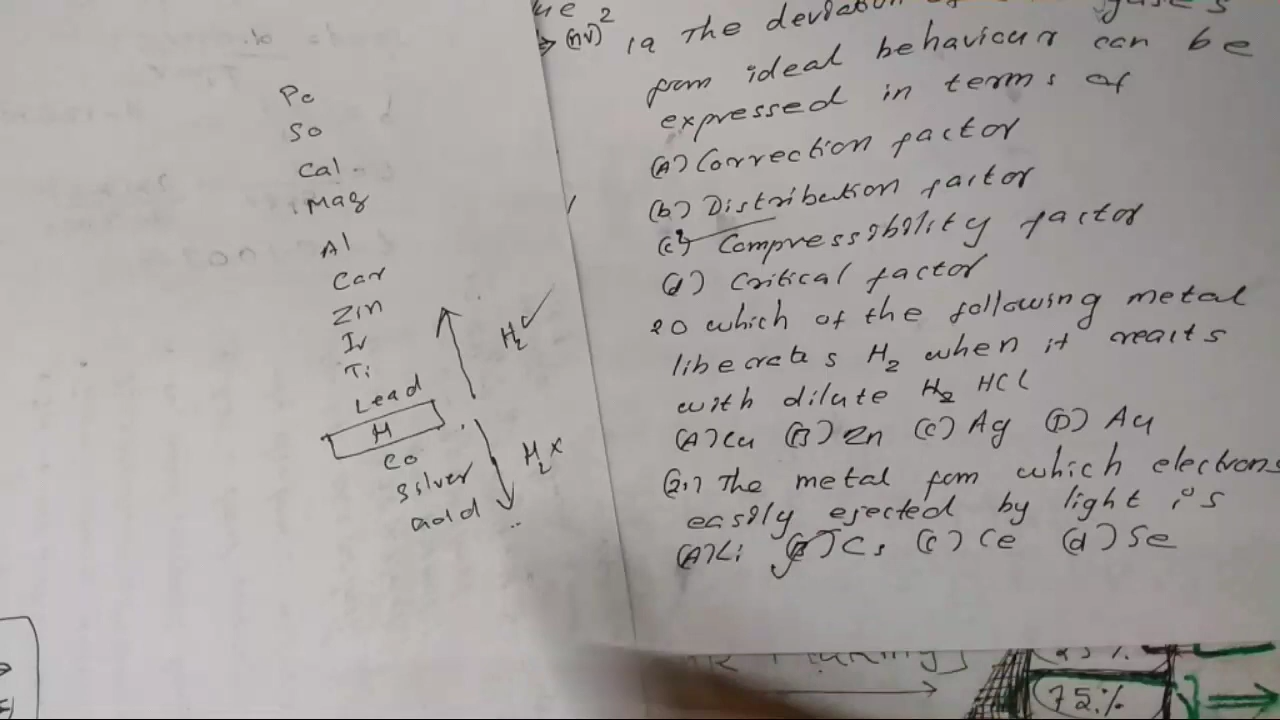 Po
So
Cal.
Mag
Al
Car
Zin
Ir
Ti
Lead
H
Co
Silver
Gold
H2 ✓
H2 x
(nv)2
19 The deviation
from ideal behaviour can be
expressed in terms of
(A) Correction factor
(b) Distribution factor
(c) Compressibility factor
(d) Critical factor
20 which of the following metal
liberates H2 when it reacts
with dilute H2 HCl
(A) Cu (B) Zn (C) Ag (D) Au
(21) The metal from which electrons
easily ejected by light is
(A) Li (B) Cs (C) Ce (d) Se
75%